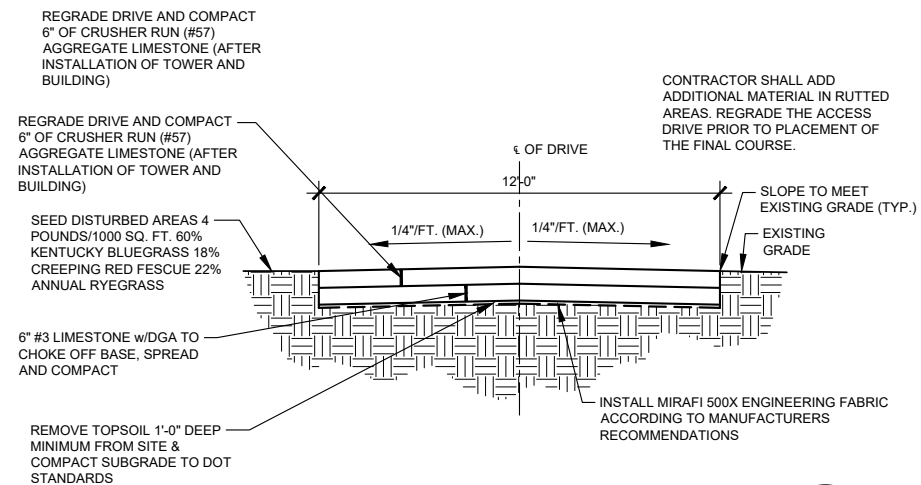 REGRADE DRIVE AND COMPACT
6" OF CRUSHER RUN (#57)
AGGREGATE LIMESTONE (AFTER
INSTALLATION OF TOWER AND
BUILDING)
REGRADE DRIVE AND COMPACT
6" OF CRUSHER RUN (#57)
AGGREGATE LIMESTONE (AFTER
INSTALLATION OF TOWER AND
BUILDING)
SEED DISTURBED AREAS 4
POUNDS/1000 SQ. FT. 60%
KENTUCKY BLUEGRASS 18%
CREEPING RED FESCUE 22%
ANNUAL RYEGRASS
6" #3 LIMESTONE w/DGA TO
CHOKE OFF BASE, SPREAD
AND COMPACT
REMOVE TOPSOIL 1'-0" DEEP
MINIMUM FROM SITE &
COMPACT SUBGRADE TO DOT
STANDARDS
℄ OF DRIVE
12'-0"
1/4"/FT. (MAX.)
1/4"/FT. (MAX.)
CONTRACTOR SHALL ADD
ADDITIONAL MATERIAL IN RUTTED
AREAS. REGRADE THE ACCESS
DRIVE PRIOR TO PLACEMENT OF
THE FINAL COURSE.
SLOPE TO MEET
EXISTING GRADE (TYP.)
EXISTING
GRADE
INSTALL MIRAFI 500X ENGINEERING FABRIC
ACCORDING TO MANUFACTURERS
RECOMMENDATIONS